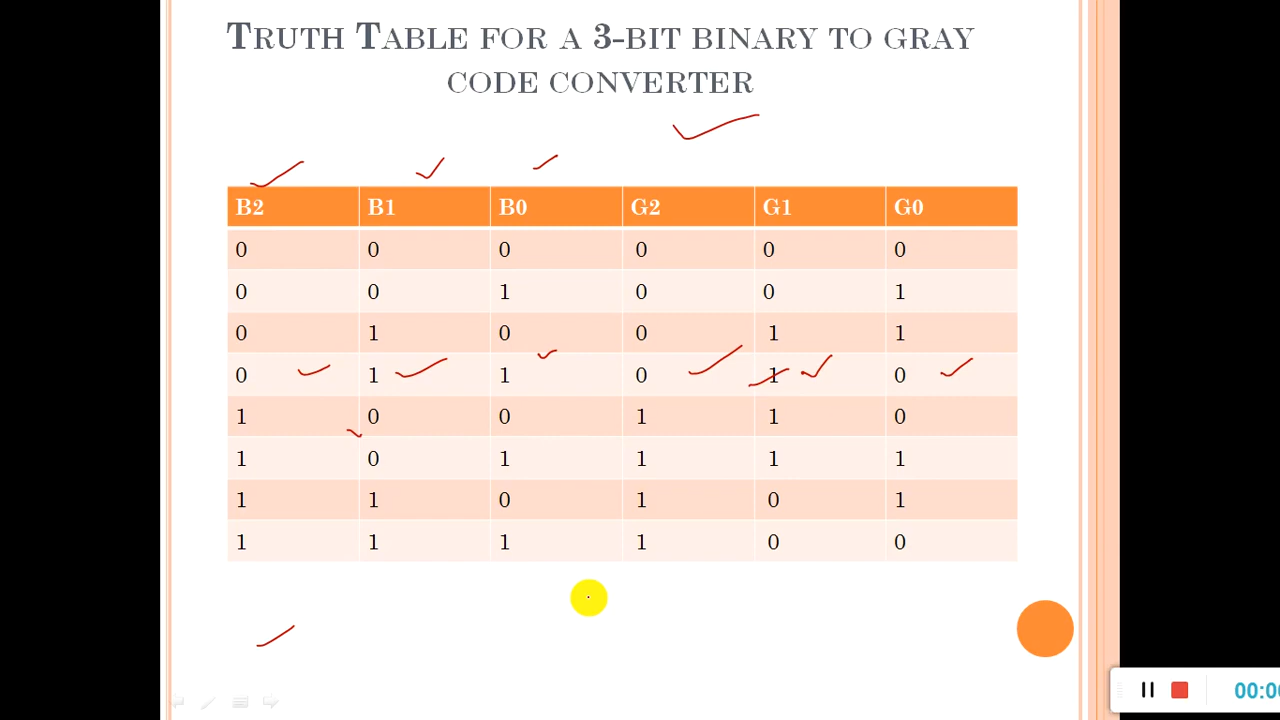 TRUTH TABLE FOR A 3-BIT BINARY TO GRAY
CODE CONVERTER
B2 B1 B0 G2 G1 G0
0 0 0 0 0 0
0 0 1 0 0 1
0 1 0 0 1 1
0 1 1 0 1 0
1 0 0 1 1 0
1 0 1 1 1 1
1 1 0 1 0 1
1 1 1 1 0 0